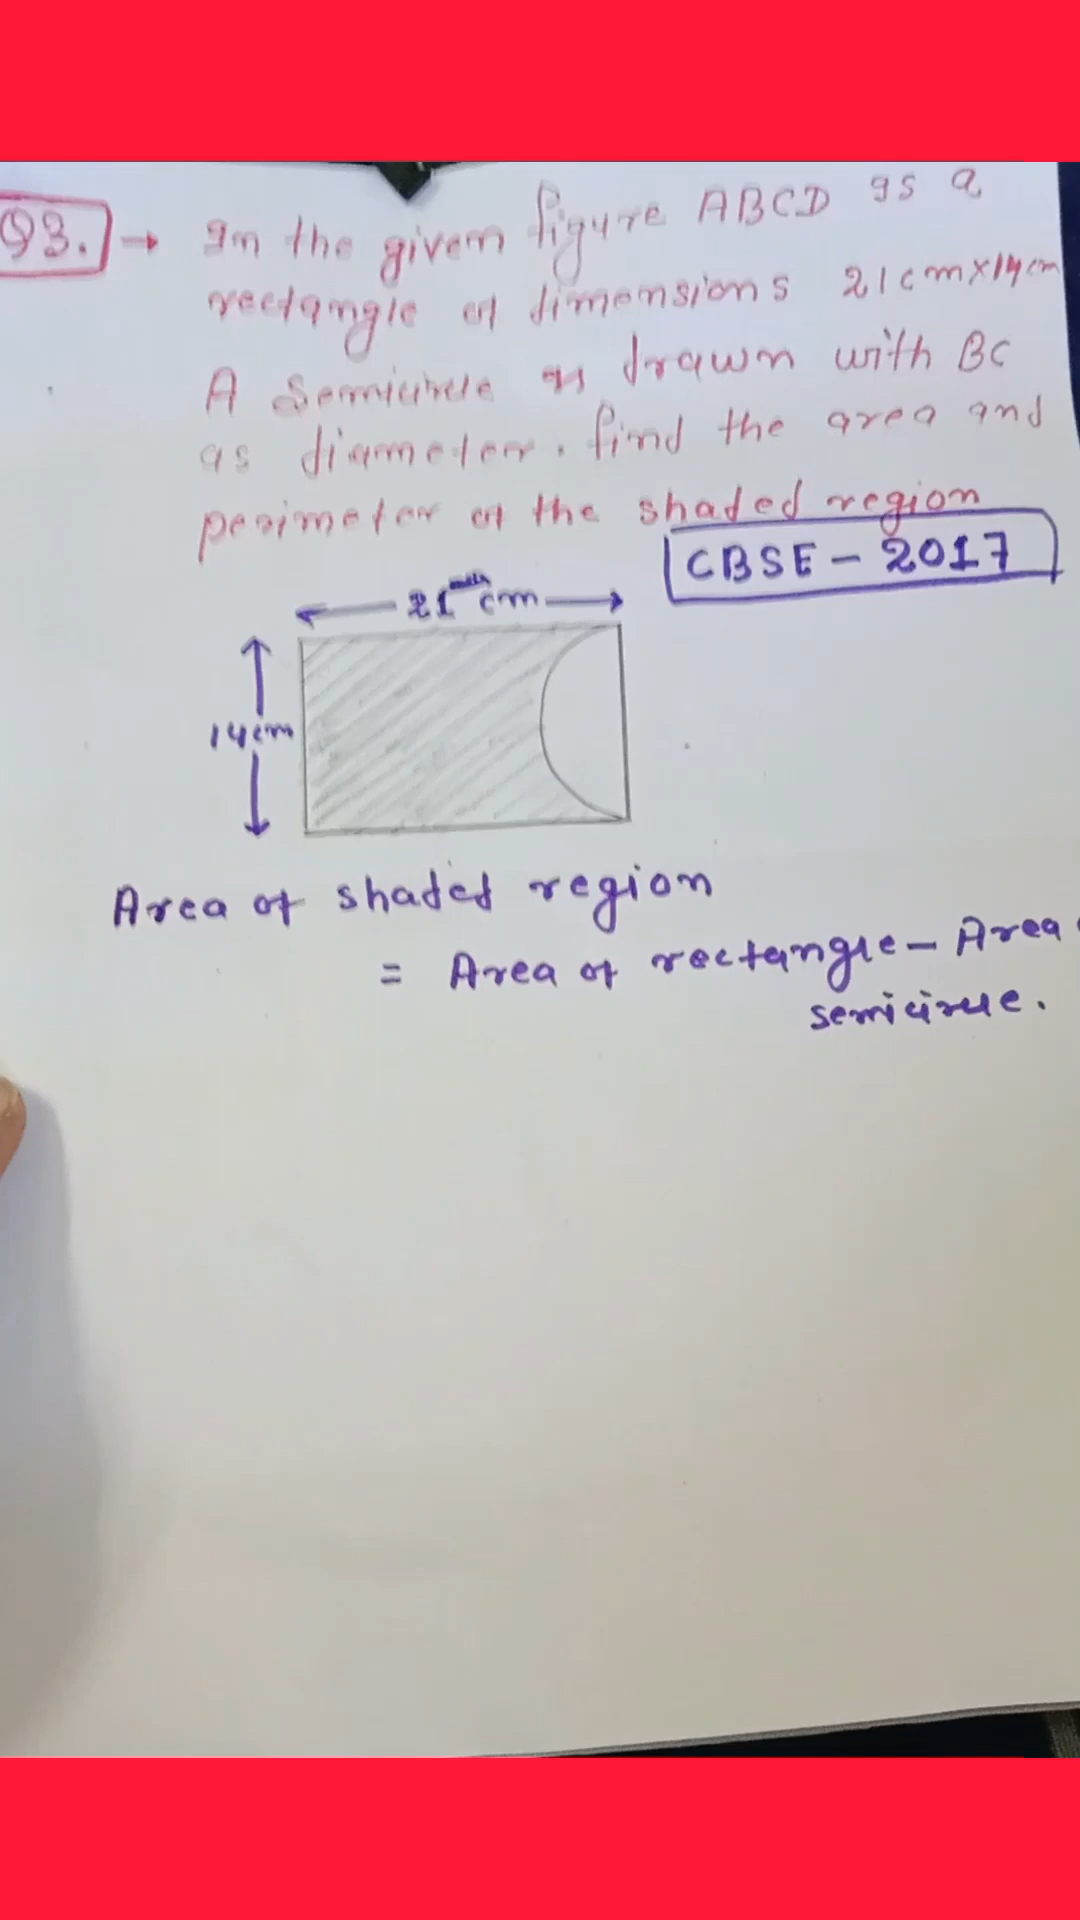 Q3. → In the given figure ABCD is a
rectangle of dimensions 21cm×14cm
A Semicircle is drawn with BC
as diameter. find the area and
perimeter of the shaded region
CBSE - 2017
21 cm
14cm
Area of shaded region
= Area of rectangle - Area
semicircle.